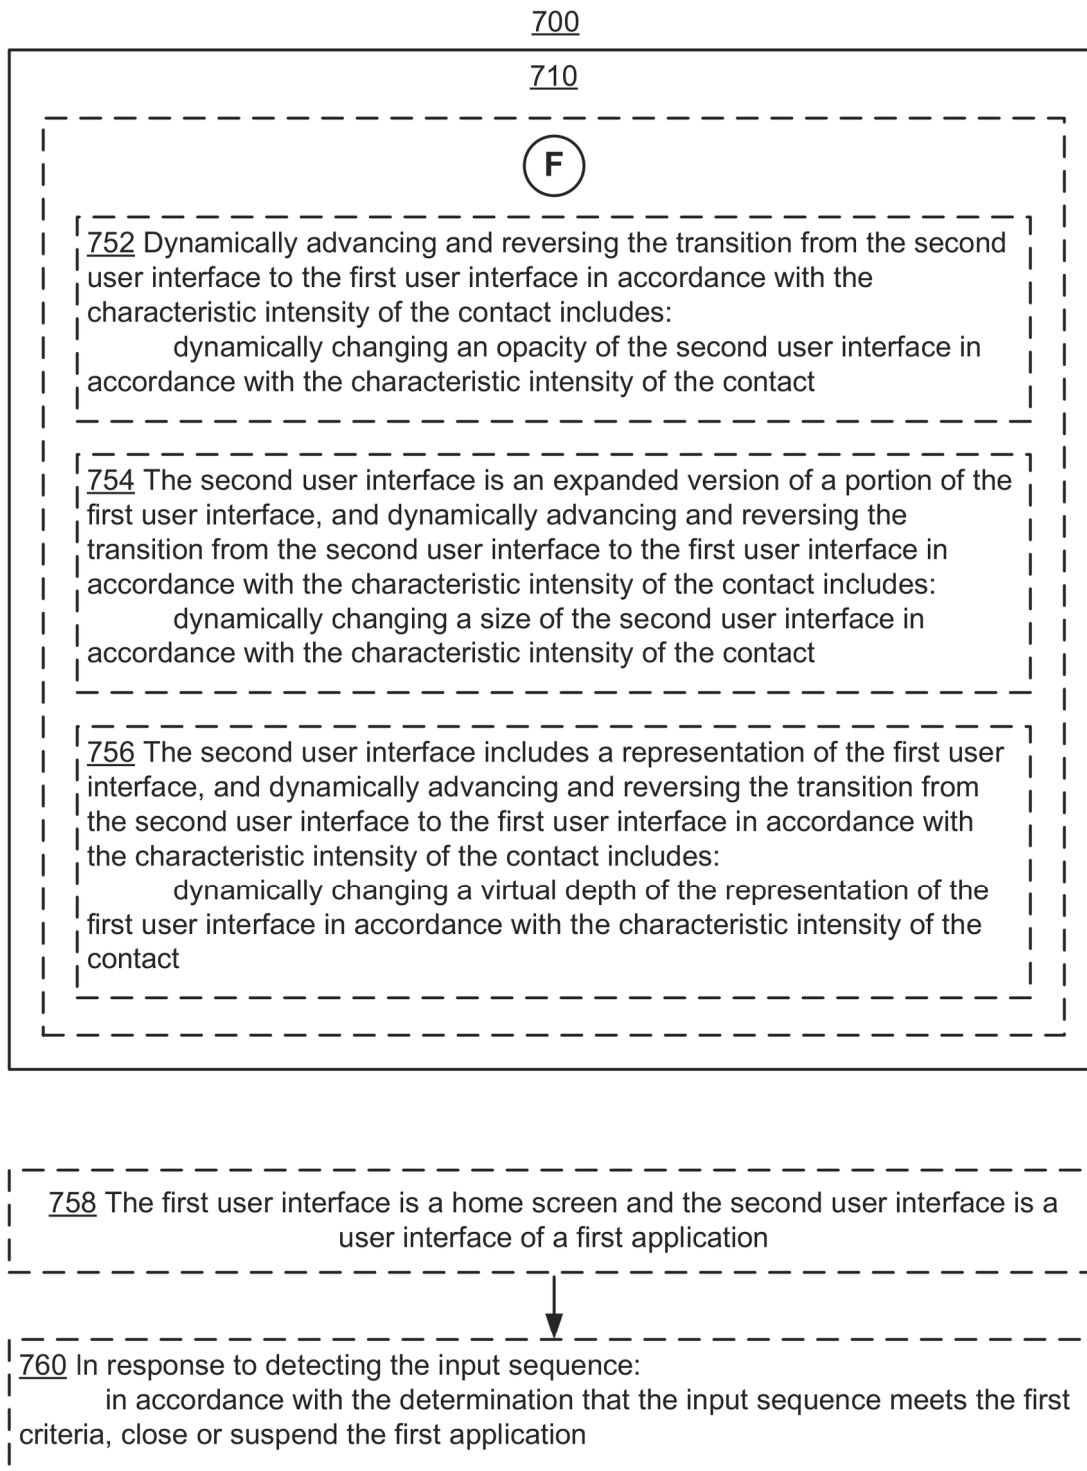 700
710
F
752 Dynamically advancing and reversing the transition from the second
user interface to the first user interface in accordance with the
characteristic intensity of the contact includes:
dynamically changing an opacity of the second user interface in
accordance with the characteristic intensity of the contact
754 The second user interface is an expanded version of a portion of the
first user interface, and dynamically advancing and reversing the
transition from the second user interface to the first user interface in
accordance with the characteristic intensity of the contact includes:
dynamically changing a size of the second user interface in
accordance with the characteristic intensity of the contact
756 The second user interface includes a representation of the first user
interface, and dynamically advancing and reversing the transition from
the second user interface to the first user interface in accordance with
the characteristic intensity of the contact includes:
dynamically changing a virtual depth of the representation of the
first user interface in accordance with the characteristic intensity of the
contact
758 The first user interface is a home screen and the second user interface is a
user interface of a first application
760 In response to detecting the input sequence:
in accordance with the determination that the input sequence meets the first
criteria, close or suspend the first application